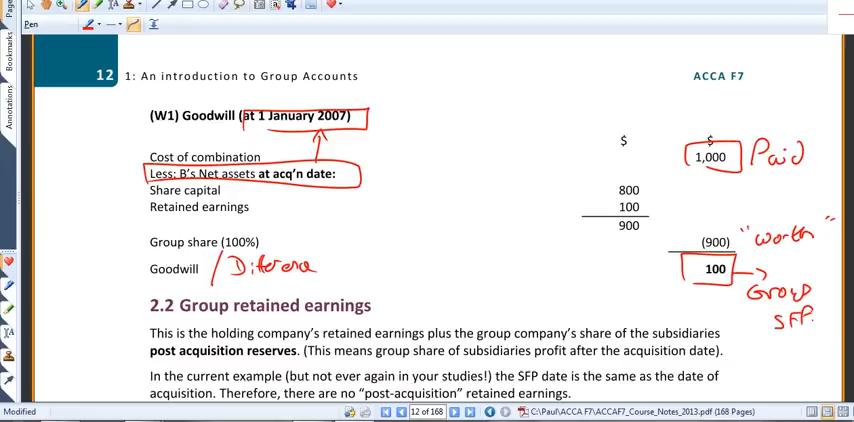 Pen
Pages
Bookmarks
Annotations
12 1: An introduction to Group Accounts ACCA F7
(W1) Goodwill (at 1 January 2007)
$ $
Cost of combination 1,000 Paid
Less: B's Net assets at acq'n date:
Share capital 800
Retained earnings 100
900
Group share (100%) (900) "worth"
Goodwill / Difference 100
Group
SFP.
2.2 Group retained earnings
This is the holding company's retained earnings plus the group company's share of the subsidiaries
post acquisition reserves. (This means group share of subsidiaries profit after the acquisition date).
In the current example (but not ever again in your studies!) the SFP date is the same as the date of
acquisition. Therefore, there are no "post-acquisition" retained earnings.
Modified 12 of 168 C:\Paul\ACCA F7\ACCAF7_Course_Notes_2013.pdf (168 Pages)